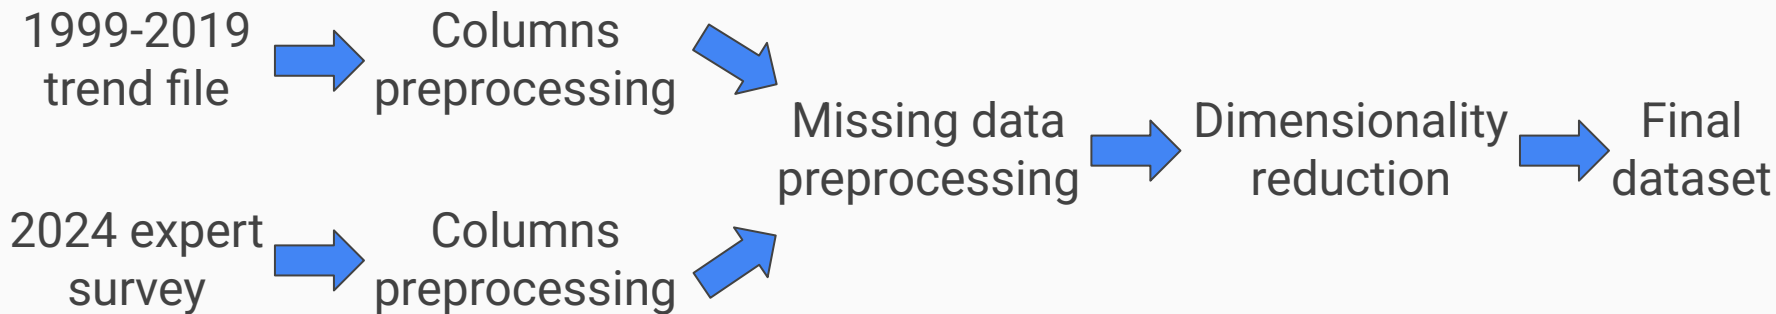 1999-2019
trend file
Columns
preprocessing
2024 expert
survey
Columns
preprocessing
Missing data
preprocessing
Dimensionality
reduction
Final
dataset